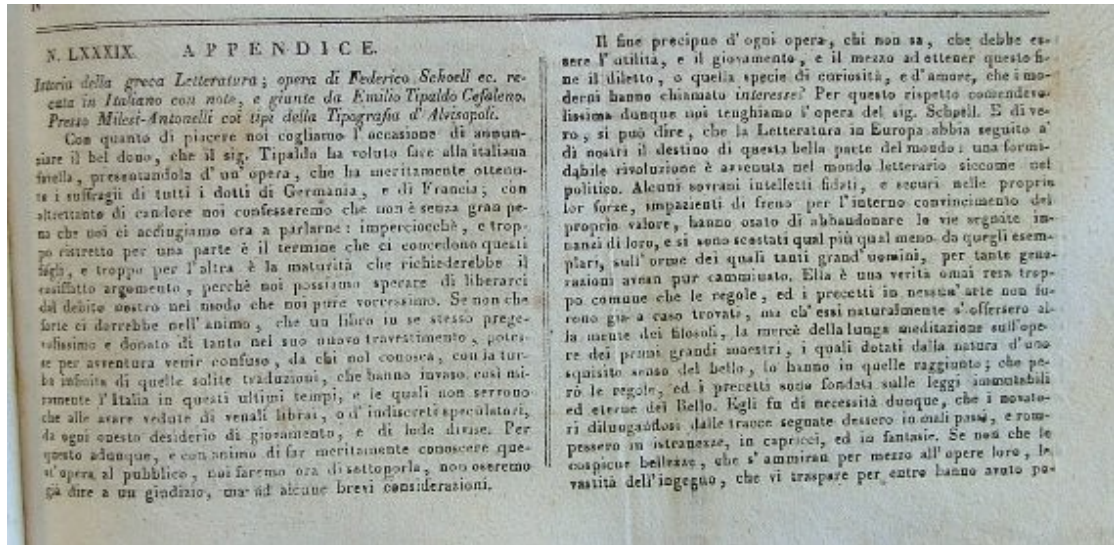 N. LXXXIX. APPENDICE.
Istoria della greca Letteratura; opera di Federico Schoell ec. re-
cata in Italiano con note, e giunte da Emilio Tipaldo Cefaleno.
Presso Milesi-Antonelli coi tipi della Tipografia d'Alvisopoli.
Con quanto di piacere noi cogliamo l'occasione di annun-
ziare il bel dono, che il sig. Tipaldo ha voluto fare alla italiana
favella, presentandola d'un'opera, che ha meritamente ottenu-
te i suffragii di tutti i dotti di Germania, e di Francia; con
altrettanto di candore noi confesseremo che non è senza gran pe-
na che noi ci accingiamo ora a parlarne: imperciocchè, e trop-
po ristretto per una parte è il termine che ci concedono questi
fogli, e troppo per l'altra è la maturità che richiederebbe il
casiffatto argomento, perchè noi possiamo sperare di liberarci
dal debito nostro nel modo che noi pure vorressimo. Se non che
forte ci dorrebbe nell'animo, che un libro in se stesso prege-
volissimo e donato di tanto nel suo nuovo travestimento, potes-
se per avventura venir confuso, da chi nol conosca, con la tur-
ba infinita di quelle solite traduzioni, che hanno invaso così mi-
seramente l'Italia in questi ultimi tempi, e le quali non servono
che alle avare vedute di venali librai, o d'indiscreti speculatori,
da ogni onesto desiderio di giovamento, e di lode divise. Per
questo adunque, e con animo di far meritamente conoscere que-
st'opera al pubblico, noi faremo ora di sottoporla, non oseremo
già dire a un giudizio, ma ad alcune brevi considerazioni.
Il fine precipuo d'ogni opera, chi non sa, che debbe es-
sere l'utilità, e il giovamento, e il mezzo ad ottener questo fi-
ne il diletto, o quella specie di curiosità, e d'amore, che i mo-
derni hanno chiamato interesse? Per questo rispetto commendevo-
lissima dunque noi tenghiamo l'opera del sig. Schoell. E di ve-
ro, si può dire, che la Letteratura in Europa abbia seguito a'
dì nostri il destino di questa bella parte del mondo: una formi-
dabile rivoluzione è avvenuta nel mondo letterario siccome nel
politico. Alcuni sovrani intelletti fidati, e securi nelle proprie
lor forze, impazienti di freno per l'interno convincimento del
proprio valore, hanno osato di abbandonare le vie segnate in-
nanzi di loro, e si sono scostati qual più qual meno da quegli esem-
plari, sull'orme dei quali tanti grand'uomini, per tante gene-
razioni avean pur camminato. Ella è una verità omai resa trop-
po comune che le regole, ed i precetti in nessun'arte non fu-
rono già a caso trovati, ma ch'essi naturalmente s'offersero al-
la mente dei filosofi, la mercè della lunga meditazione sull'ope-
re dei primi grandi maestri, i quali dotati dalla natura d'uno
squisito senso del bello, lo hanno in quelle raggiunto; che pe-
rò le regole, ed i precetti sono fondati sulle leggi immutabili
ed eterne del Bello. Egli fu di necessità dunque, che i novato-
ri dilungandosi dalle tracce segnate dessero in mali passi, e rom-
pessero in istranezze, in capricci, ed in fantasie. Se non che le
cospicue bellezze, che s'ammiran per mezzo all'opere loro, la
vastità dell'ingegno, che vi traspare per entro hanno avuto po-